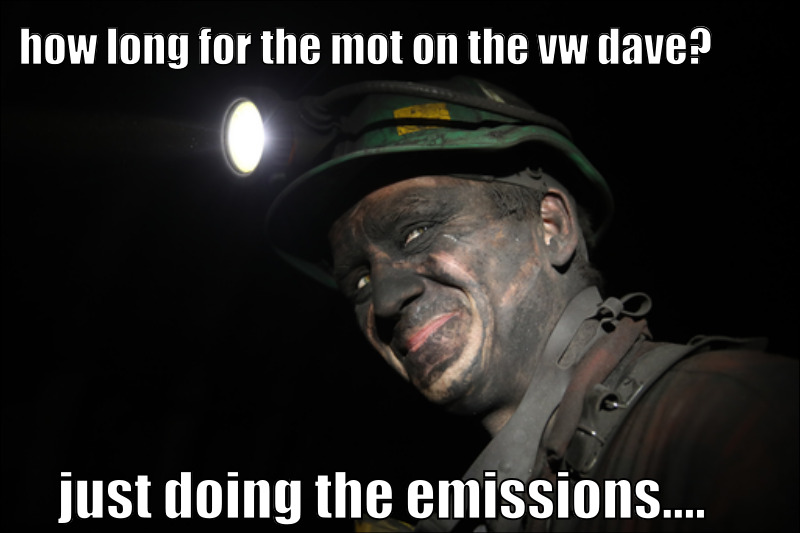 how long for the mot on the vw dave?
just doing the emissions....